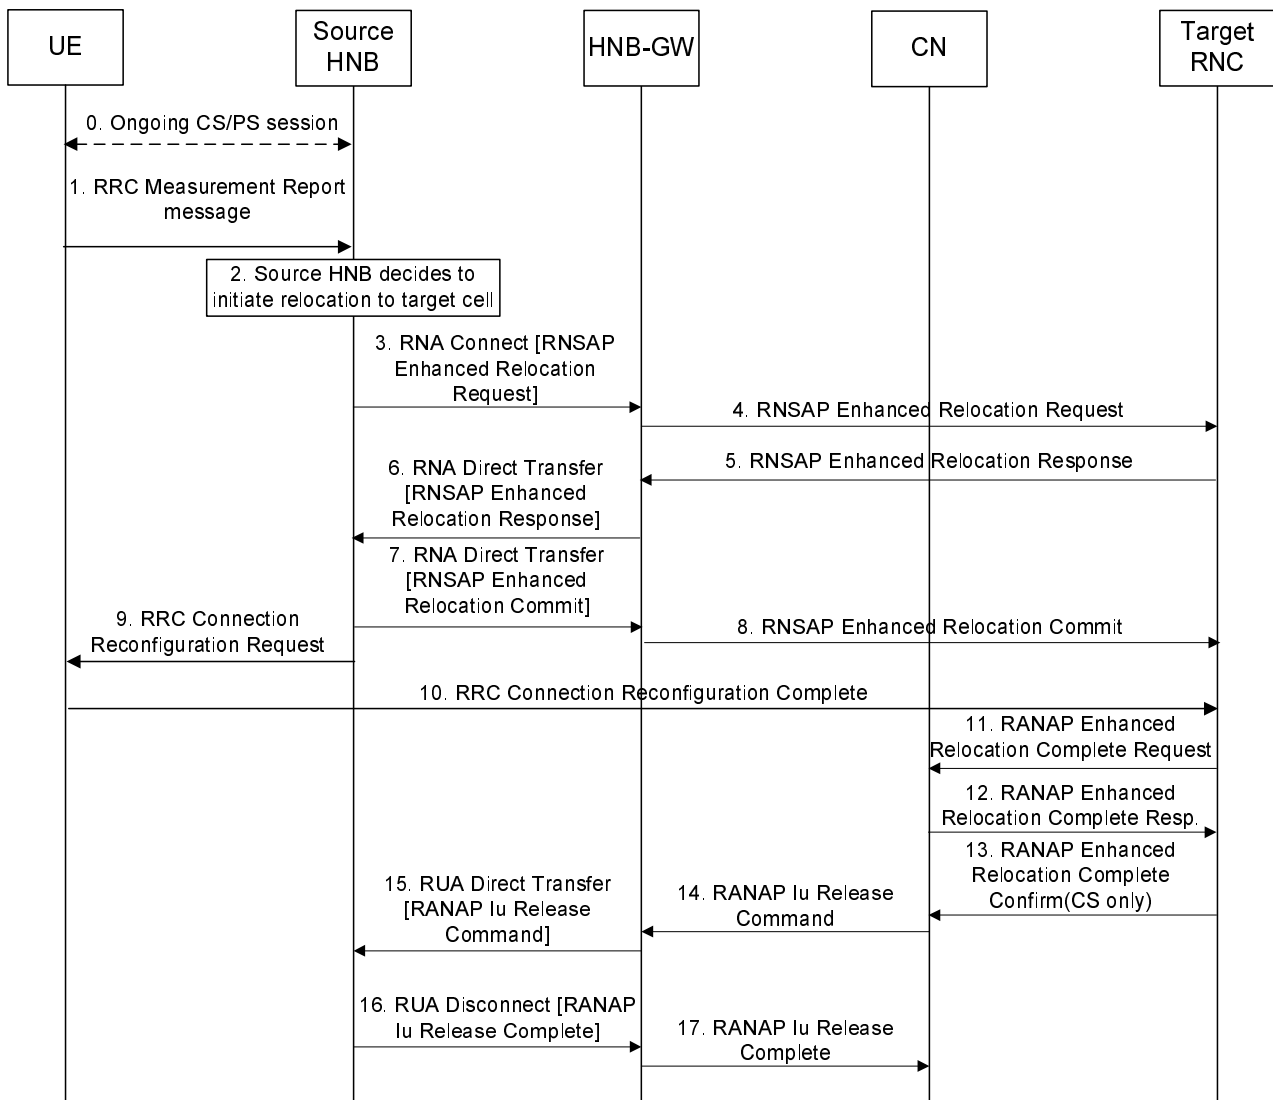 UE
Source
HNB
HNB-GW
CN
Target
RNC
0. Ongoing CS/PS session
1. RRC Measurement Report
message
2. Source HNB decides to
initiate relocation to target cell
3. RNA Connect [RNSAP
Enhanced Relocation
Request]
4. RNSAP Enhanced Relocation Request
5. RNSAP Enhanced Relocation Response
6. RNA Direct Transfer
[RNSAP Enhanced
Relocation Response]
7. RNA Direct Transfer
[RNSAP Enhanced
Relocation Commit]
8. RNSAP Enhanced Relocation Commit
9. RRC Connection
Reconfiguration Request
10. RRC Connection Reconfiguration Complete
11. RANAP Enhanced
Relocation Complete Request
12. RANAP Enhanced
Relocation Complete Resp.
13. RANAP Enhanced
Relocation Complete
Confirm(CS only)
14. RANAP Iu Release
Command
15. RUA Direct Transfer
[RANAP Iu Release
Command]
16. RUA Disconnect [RANAP
Iu Release Complete]
17. RANAP Iu Release
Complete